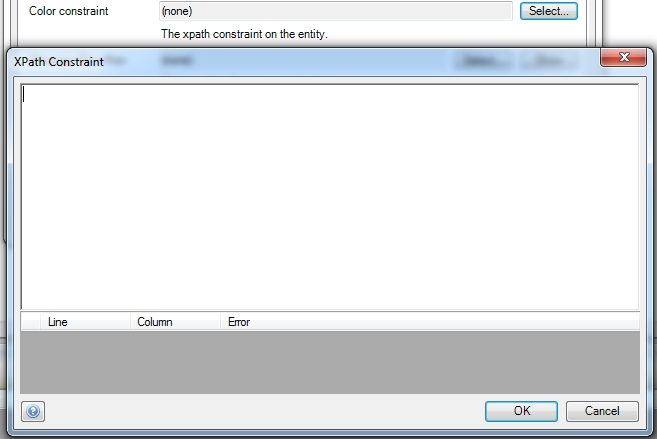 Color constraint (none) Select...
The xpath constraint on the entity.
XPath Constraint
Line Column Error
OK Cancel